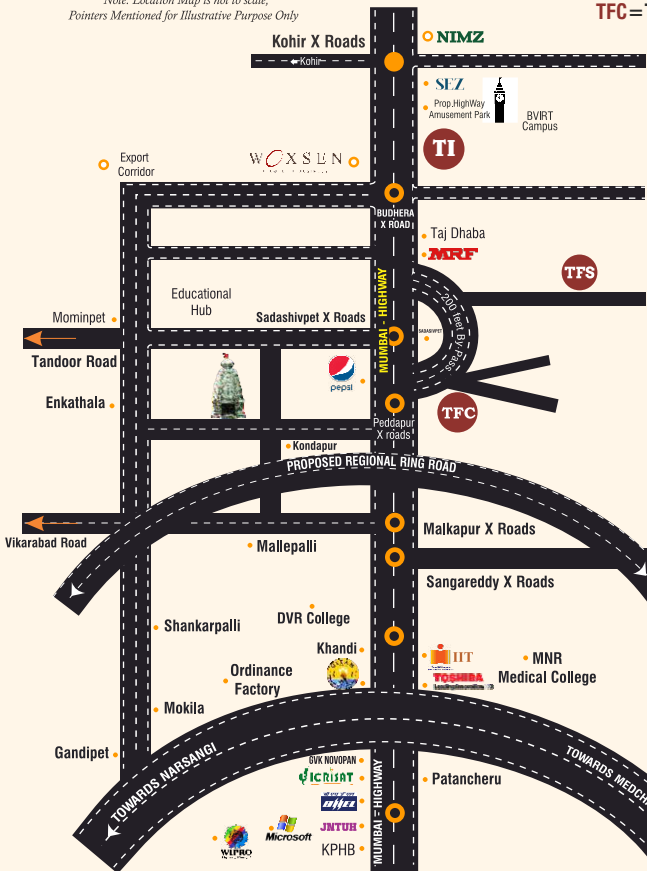 Note: Location Map is not to scale,
Pointers Mentioned for Illustrative Purpose Only
TFC=
Kohir X Roads
NIMZ
Kohir
SEZ
Prop.HighWay
Amusement Park
BVIRT
Campus
TI
Export
Corridor
WOXSEN
BUDHERA
X ROAD
Taj Dhaba
MRF
TFS
MUMBAI - HIGHWAY
200 feet By-Pass
Educational
Hub
Mominpet
Sadashivpet X Roads
SADASIVPET
Tandoor Road
pepsi
Enkathala
TFC
Peddapur
X roads
Kondapur
PROPOSED REGIONAL RING ROAD
Malkapur X Roads
Vikarabad Road
Mallepalli
Sangareddy X Roads
DVR College
Shankarpalli
Khandi
IIT
MNR
Medical College
TOSHIBA
Ordinance
Factory
Mokila
Gandipet
TOWARDS NARSANGI
TOWARDS MEDCH
GVK NOVOPAN
ICRISAT
Patancheru
BHEL
MUMBAI - HIGHWAY
JNTUH
Microsoft
WIPRO
KPHB